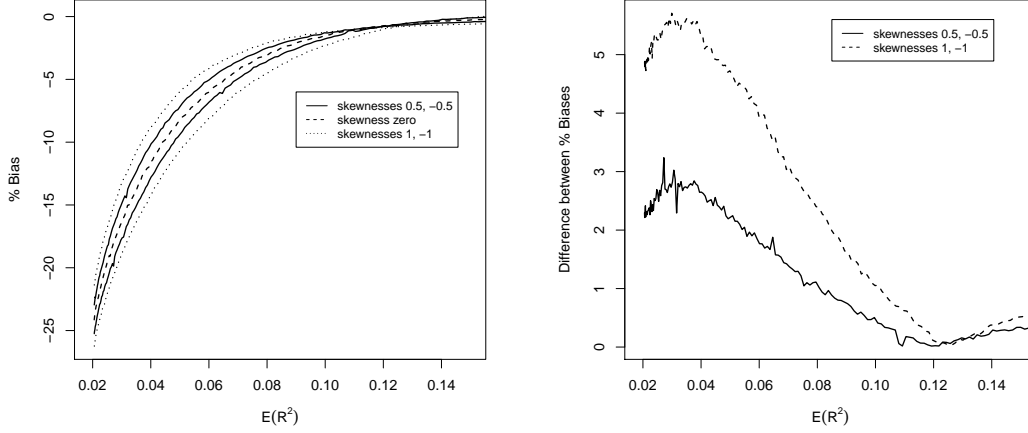 0
−5
−10
−15
−20
−25
% Bias
skewnesses 0.5, −0.5
skewness zero
skewnesses 1, −1
0.02 0.04 0.06 0.08 0.10 0.12 0.14
E(R²)
5
4
3
2
1
0
Difference between % Biases
skewnesses 0.5, −0.5
skewnesses 1, −1
0.02 0.04 0.06 0.08 0.10 0.12 0.14
E(R²)